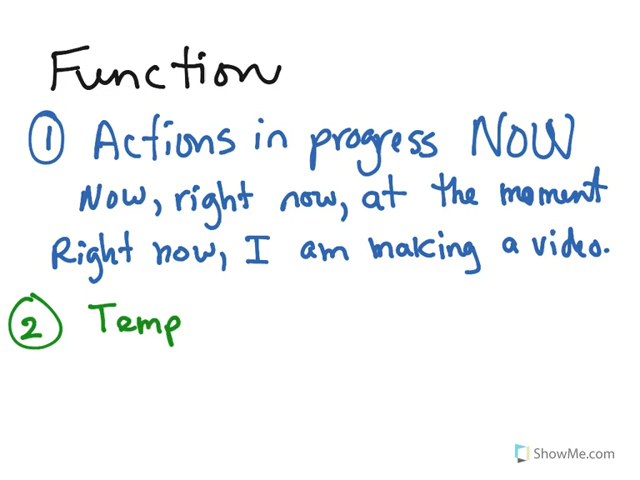 Function
① Actions in progress NOW
Now, right now, at the moment
Right now, I am making a video.
② Temp
ShowMe.com